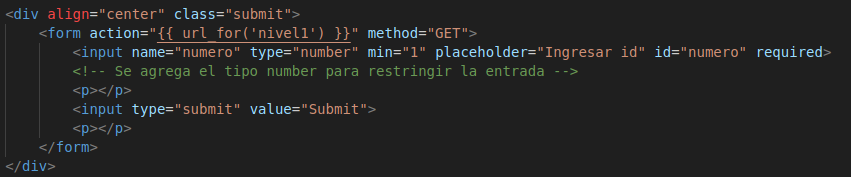 <div align="center" class="submit">
<form action="{{ url_for('nivel1') }}" method="GET">
<input name="numero" type="number" min="1" placeholder="Ingresar id" id="numero" required>
<!-- Se agrega el tipo number para restringir la entrada -->
<p></p>
<input type="submit" value="Submit">
<p></p>
</form>
</div>